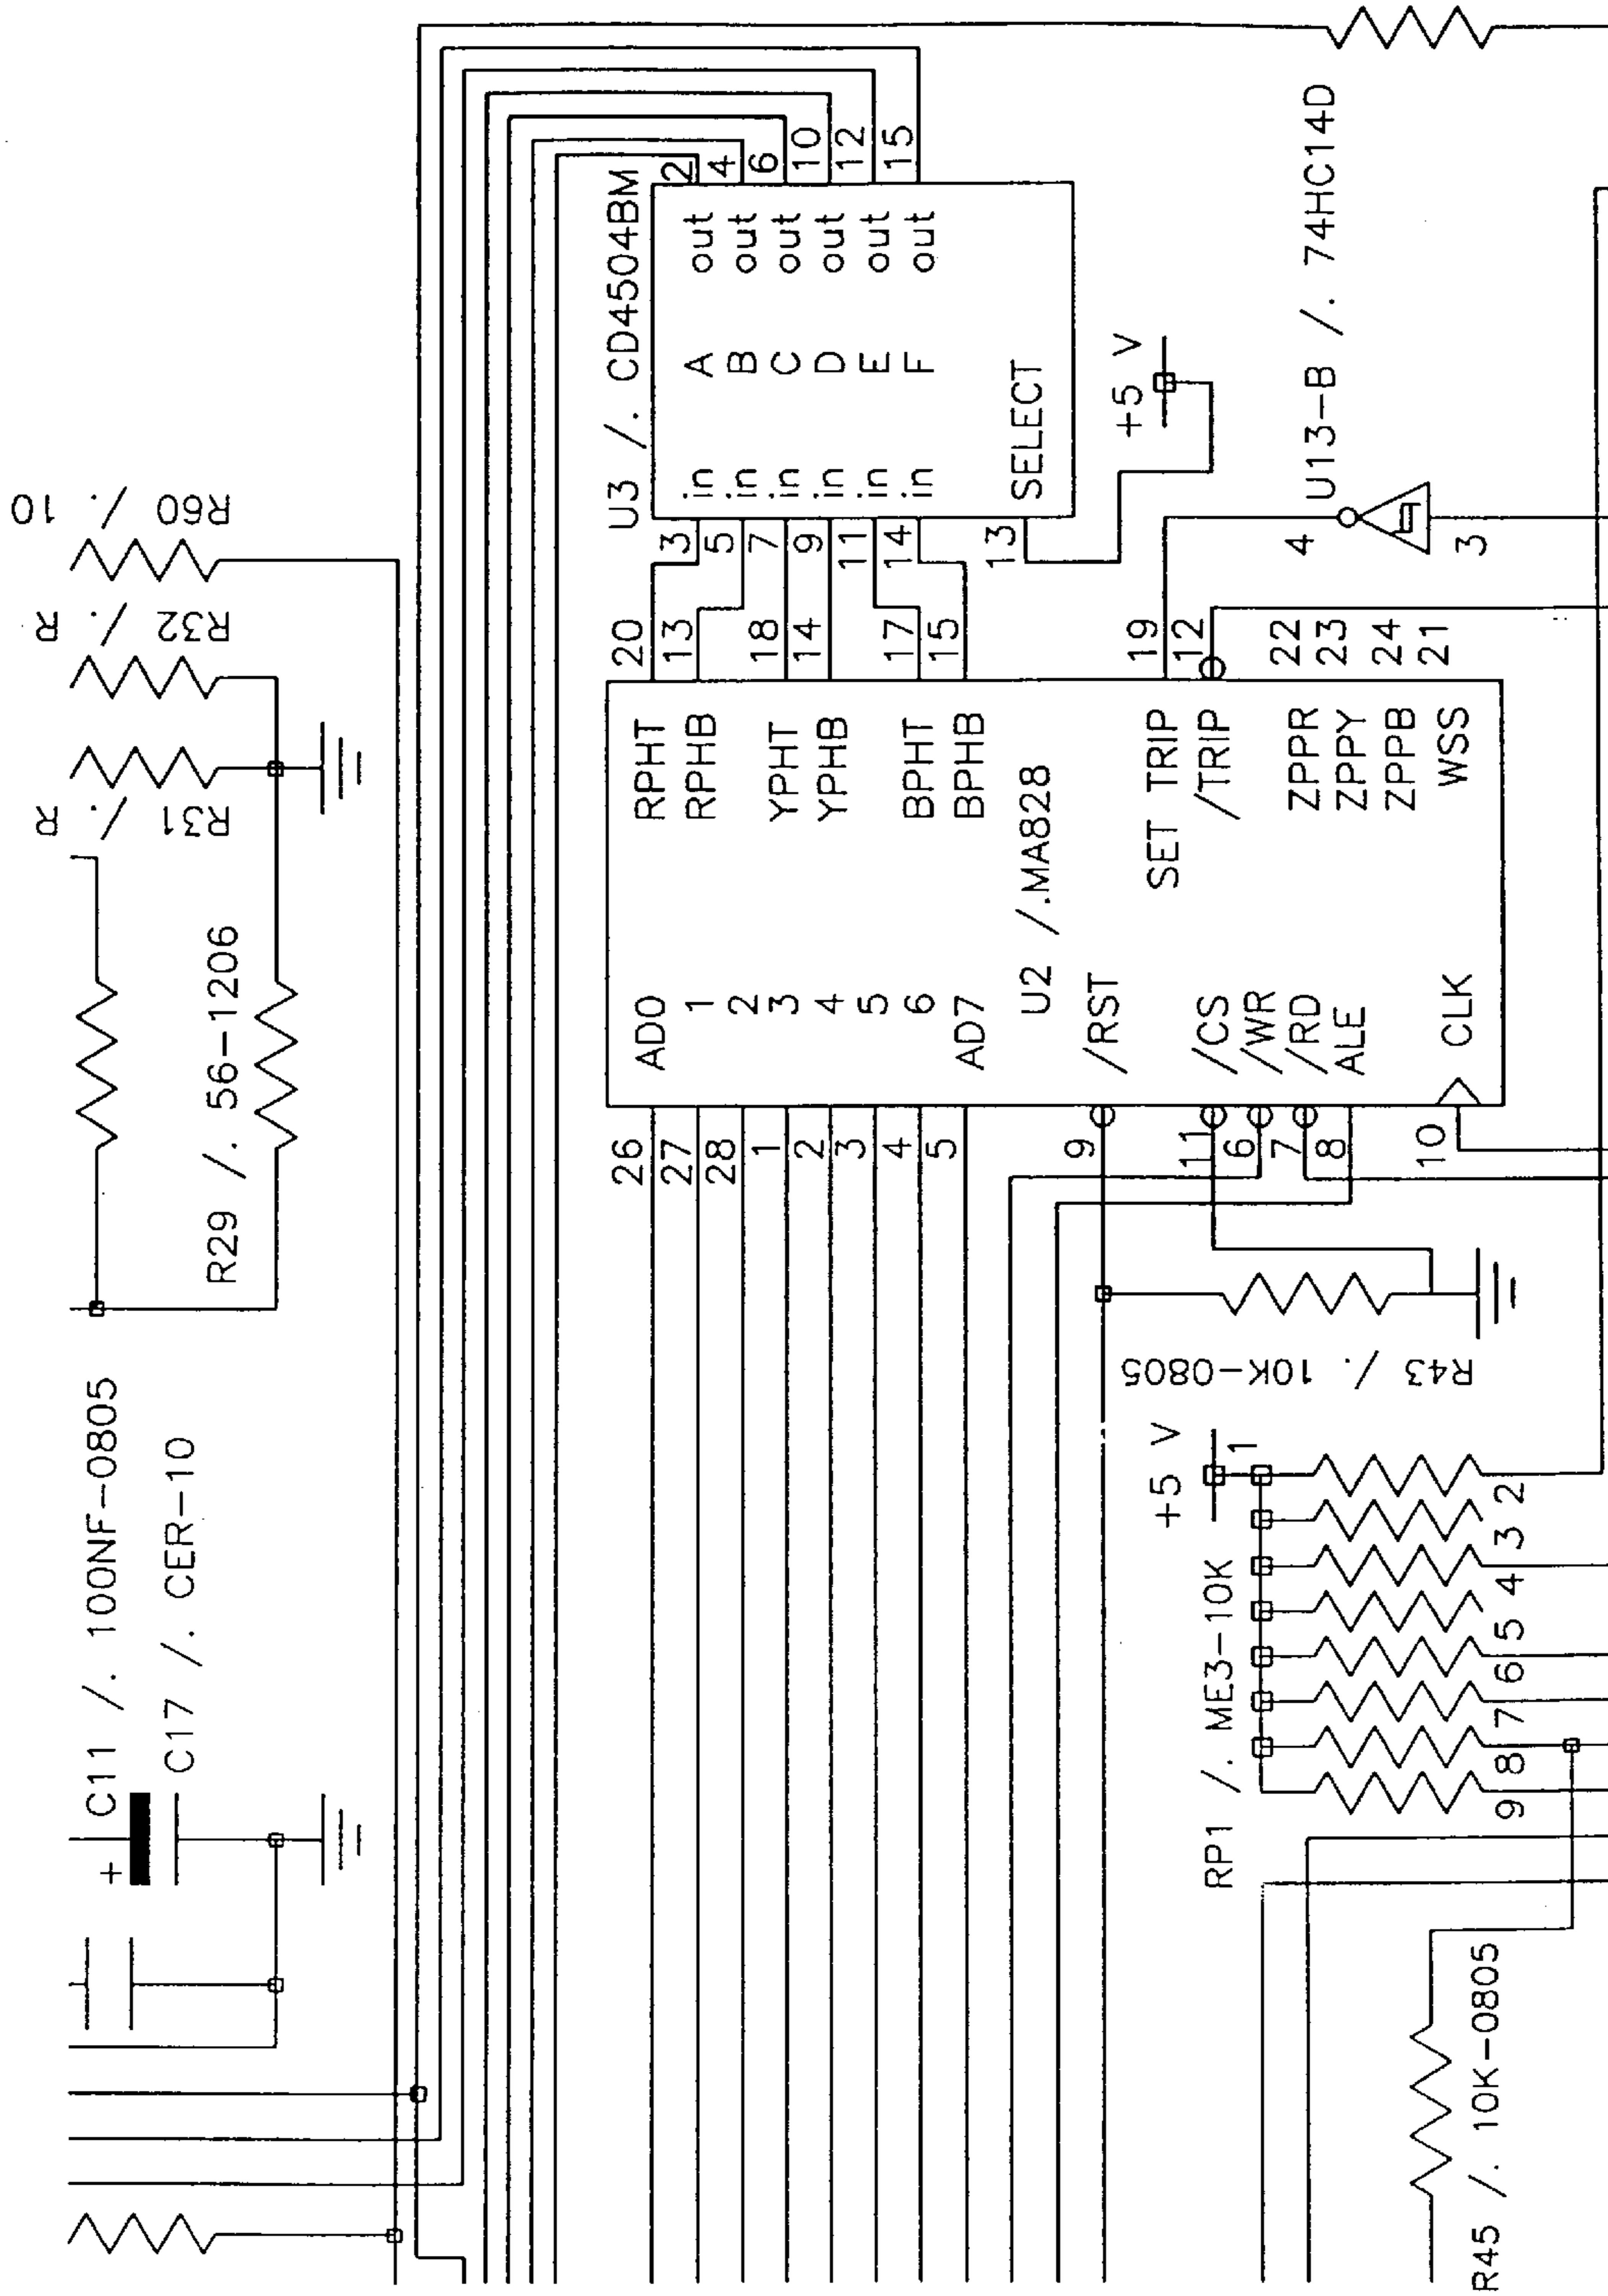 C11 /. 100NF-0805
C17 /. CER-10
+
R29 /. 56-1206
R31 /. R
R32 /. R
R60 /. 10
U3 /. CD4504BM
3 in A out 2
5 in B out 4
7 in C out 6
9 in D out 10
11 in E out 12
14 in F out 15
13 SELECT
+5 V
26 AD0 RPHT 20
27 1 RPHB 13
28 2
1 3 YPHT 18
2 4 YPHB 14
3 5
4 6 BPHT 17
5 AD7 BPHB 15
U2 /.MA828
9 /RST
SET TRIP 19
11 /CS /TRIP 12
6 /WR
7 /RD ZPPR 22
8 ALE ZPPY 23
ZPPB 24
10 CLK WSS 21
U13-B /. 74HC14D
4
3
R43 /. 10K-0805
+5 V
RP1 /. ME3-10K
1
9 8 7 6 5 4 3 2
R45 /. 10K-0805